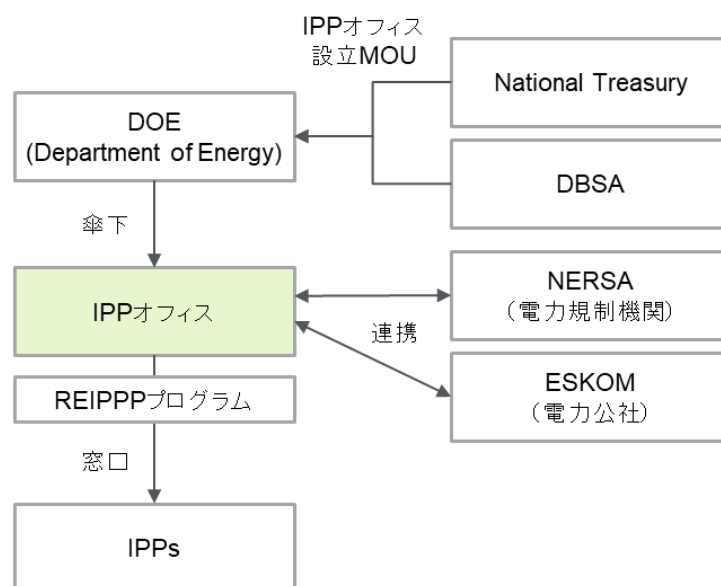 IPPオフィス
設立MOU
National Treasury
DOE
(Department of Energy)
DBSA
傘下
IPPオフィス
NERSA
（電力規制機関）
連携
ESKOM
（電力公社）
REIPPPプログラム
窓口
IPPs